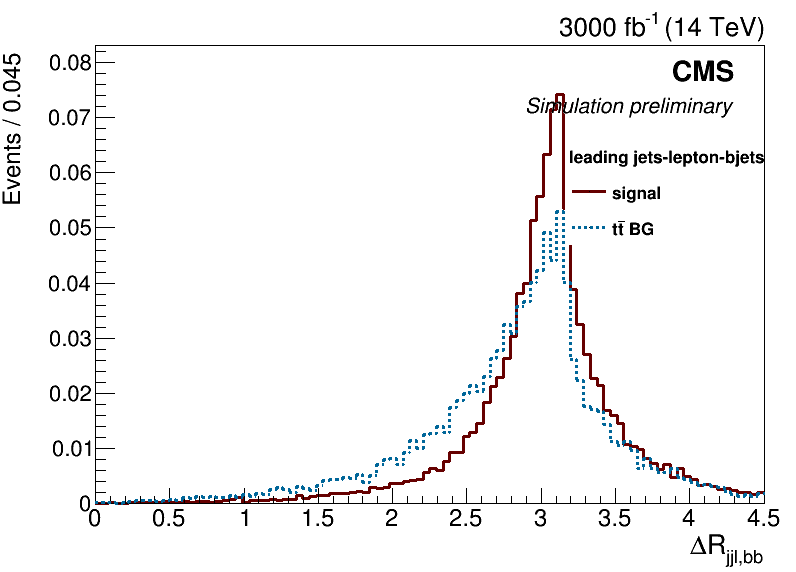 3000 fb-1 (14 TeV)
CMS
Simulation preliminary
leading jets-lepton-bjets
signal
tt̄ BG
Events / 0.045
0.08
0.07
0.06
0.05
0.04
0.03
0.02
0.01
0
0 0.5 1 1.5 2 2.5 3 3.5 4 4.5
ΔRjjl,bb